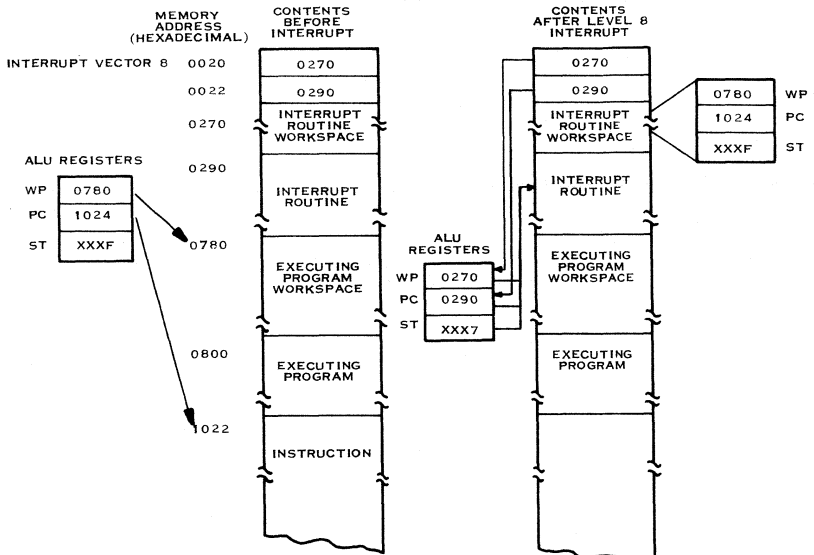 MEMORY
ADDRESS
(HEXADECIMAL)
CONTENTS
BEFORE
INTERRUPT
CONTENTS
AFTER LEVEL 8
INTERRUPT
INTERRUPT VECTOR 8 0020
0270
0270
0022
0290
0290
0780 WP
1024 PC
XXXF ST
0270
INTERRUPT
ROUTINE
WORKSPACE
INTERRUPT
ROUTINE
WORKSPACE
ALU REGISTERS
WP 0780
PC 1024
ST XXXF
0290
INTERRUPT
ROUTINE
INTERRUPT
ROUTINE
0780
EXECUTING
PROGRAM
WORKSPACE
ALU
REGISTERS
WP 0270
PC 0290
ST XXX7
EXECUTING
PROGRAM
WORKSPACE
0800
EXECUTING
PROGRAM
EXECUTING
PROGRAM
1022
INSTRUCTION